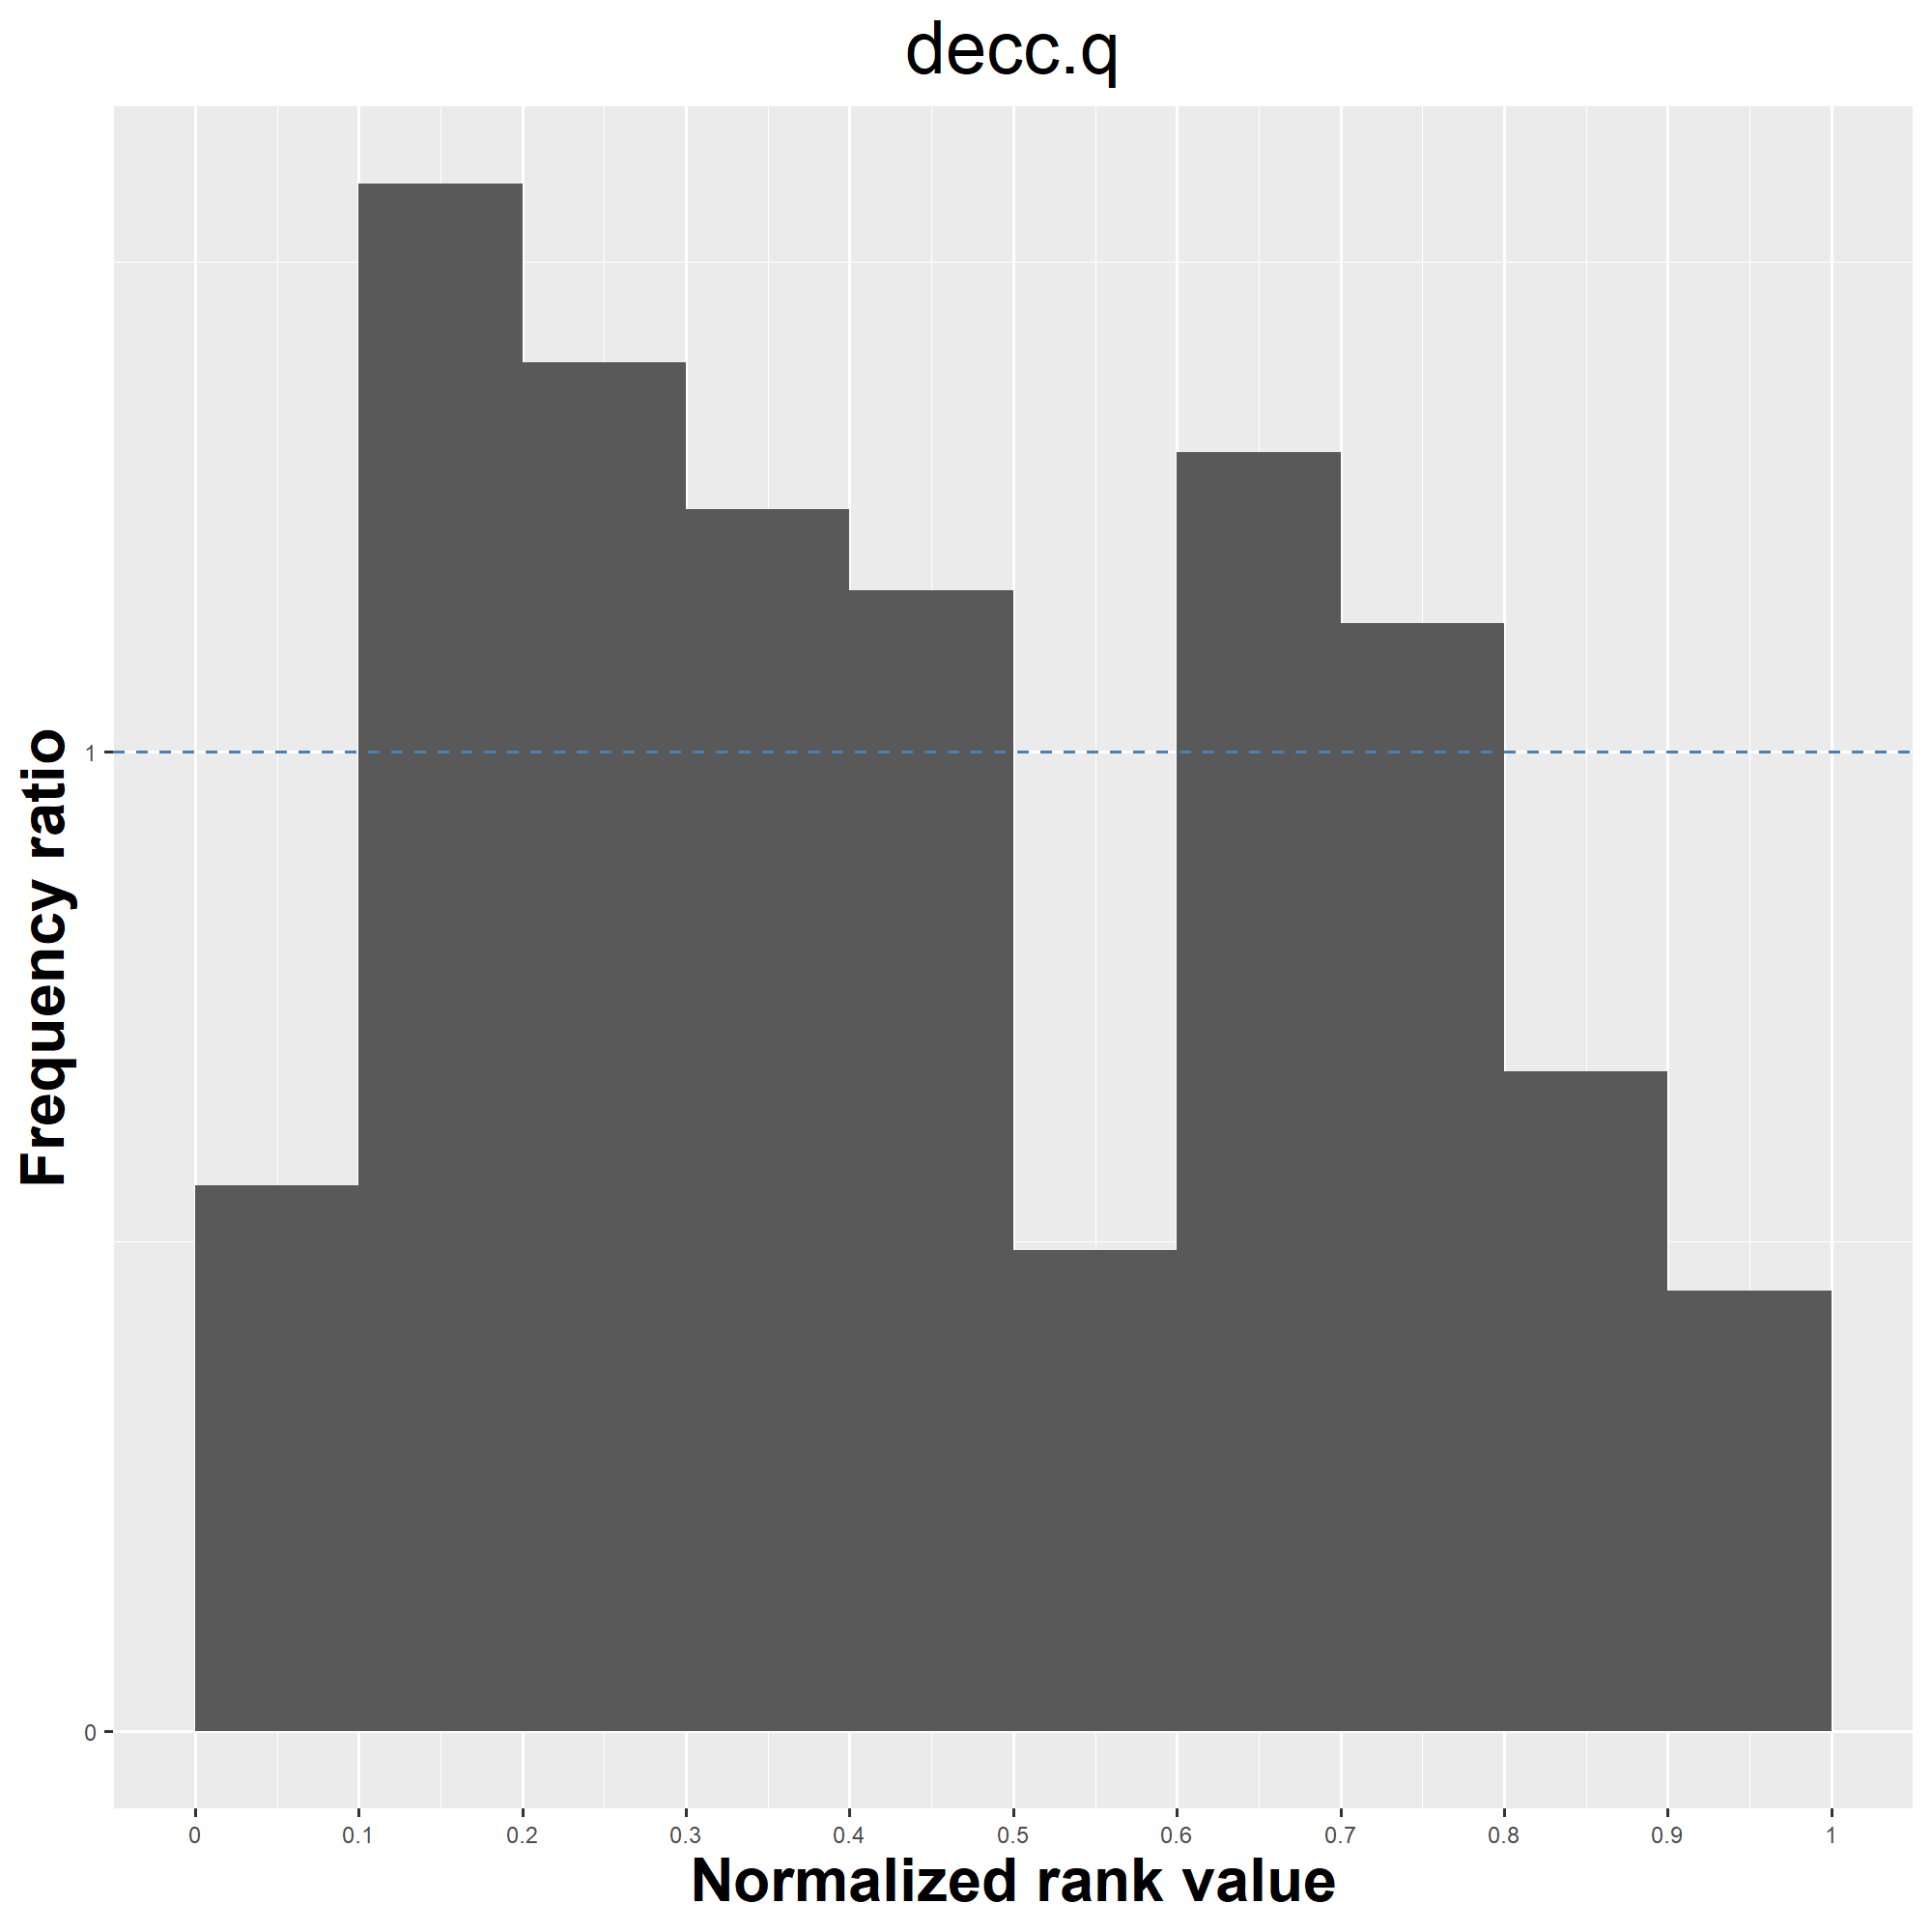 decc.q
Frequency ratio
1
0
0 0.1 0.2 0.3 0.4 0.5 0.6 0.7 0.8 0.9 1
Normalized rank value